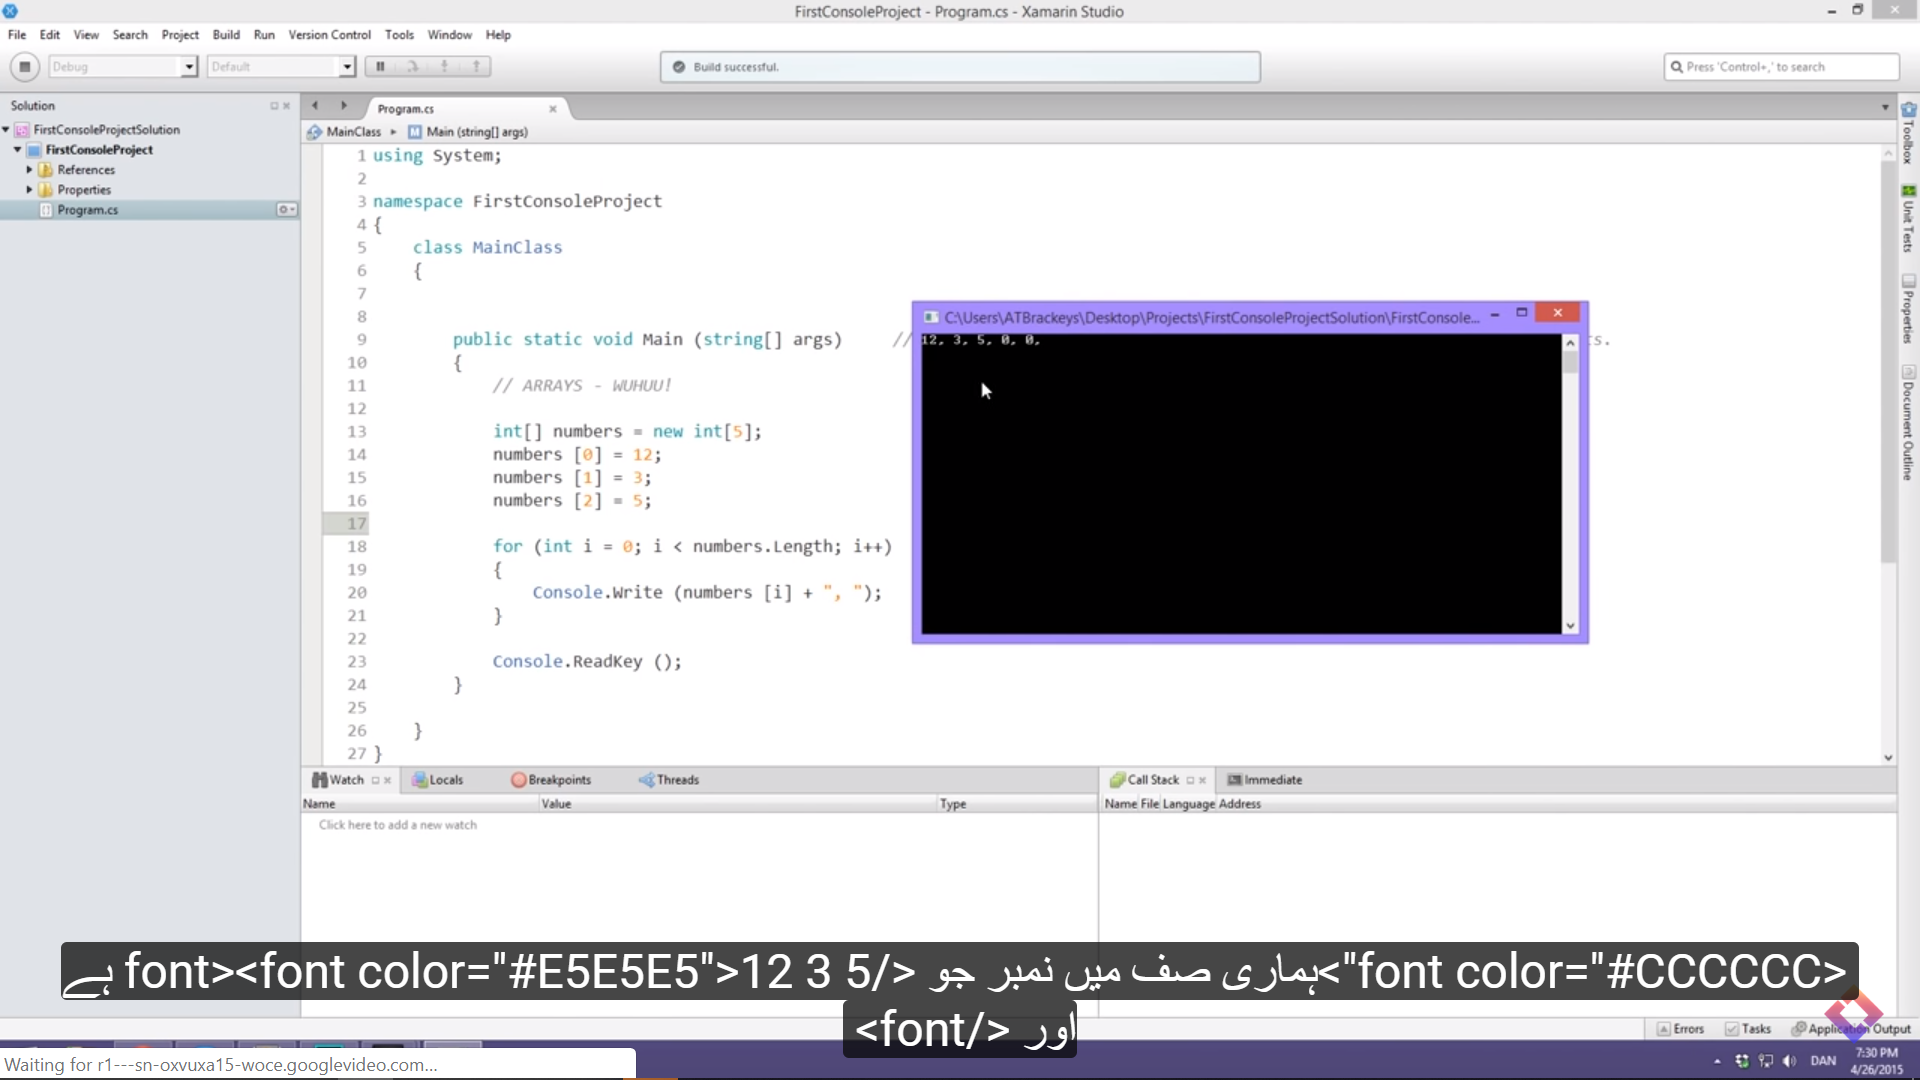 FirstConsoleProject - Program.cs - Xamarin Studio
File Edit View Search Project Build Run Version Control Tools Window Help
Debug Default Build successful. Press 'Control+,' to search
Solution
FirstConsoleProjectSolution
FirstConsoleProject
References
Properties
Program.cs
Program.cs
MainClass Main (string[] args)
1 using System;
2
3 namespace FirstConsoleProject
4 {
5 class MainClass
6 {
7
8
9 public static void Main (string[] args) // ts.
10 {
11 // ARRAYS - WUHUU!
12
13 int[] numbers = new int[5];
14 numbers [0] = 12;
15 numbers [1] = 3;
16 numbers [2] = 5;
17
18 for (int i = 0; i < numbers.Length; i++)
19 {
20 Console.Write (numbers [i] + ", ");
21 }
22
23 Console.ReadKey ();
24 }
25
26 }
27 }
C:\Users\ATBrackeys\Desktop\Projects\FirstConsoleProjectSolution\FirstConsole...
12, 3, 5, 0, 0,
Toolbox
Unit Tests
Properties
Document Outline
Watch Locals Breakpoints Threads
Name Value Type
Click here to add a new watch
Call Stack Immediate
Name File Language Address
<font color="#CCCCCC">ہماری صف میں نمبر جو </font><font color="#E5E5E5">12 3 5 ہے
اور </font>
Errors Tasks Application Output
Waiting for r1---sn-oxvuxa15-woce.googlevideo.com...
DAN 7:30 PM
4/26/2015